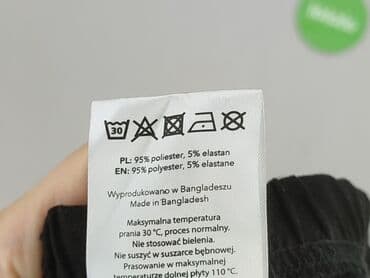 30
PL: 95% poliester, 5% elastan
EN: 95% polyester, 5% elastane
Wyprodukowano w Bangladeszu
Made in Bangladesh
Maksymalna temperatura
prania 30 °C, proces normalny.
Nie stosować bielenia.
Nie suszyć w suszarce bębnowej.
Prasowanie w maksymalnej
temperaturze dolnej płyty 110 °C.